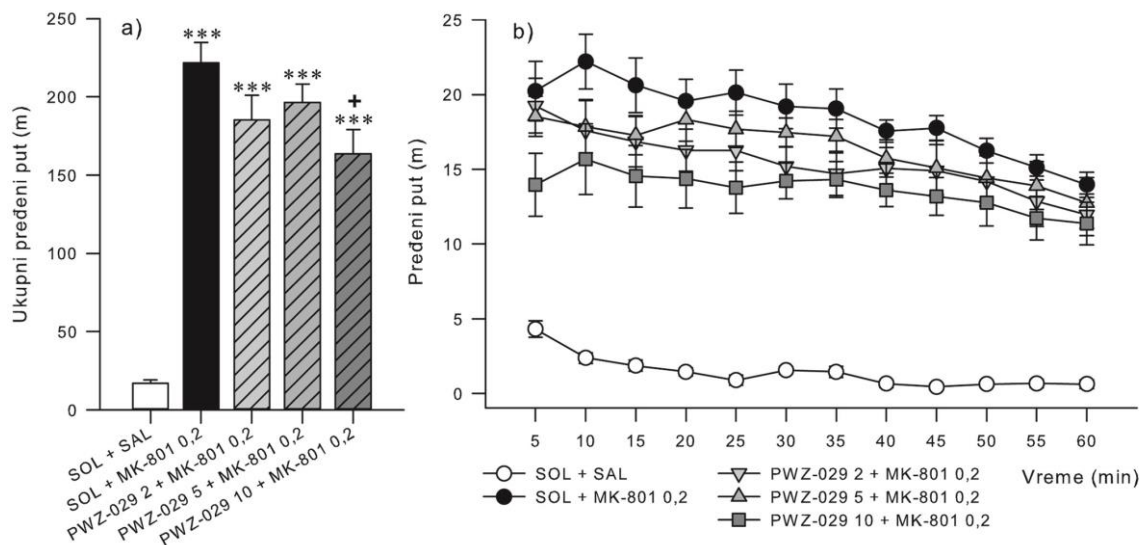 a)
Ukupni pređeni put (m)
250
200
150
100
50
0
***
***
***
+
***
SOL + SAL
SOL + MK-801 0,2
PWZ-029 2 + MK-801 0,2
PWZ-029 5 + MK-801 0,2
PWZ-029 10 + MK-801 0,2
b)
Pređeni put (m)
25
20
15
10
5
0
5 10 15 20 25 30 35 40 45 50 55 60
Vreme (min)
SOL + SAL
SOL + MK-801 0,2
PWZ-029 2 + MK-801 0,2
PWZ-029 5 + MK-801 0,2
PWZ-029 10 + MK-801 0,2